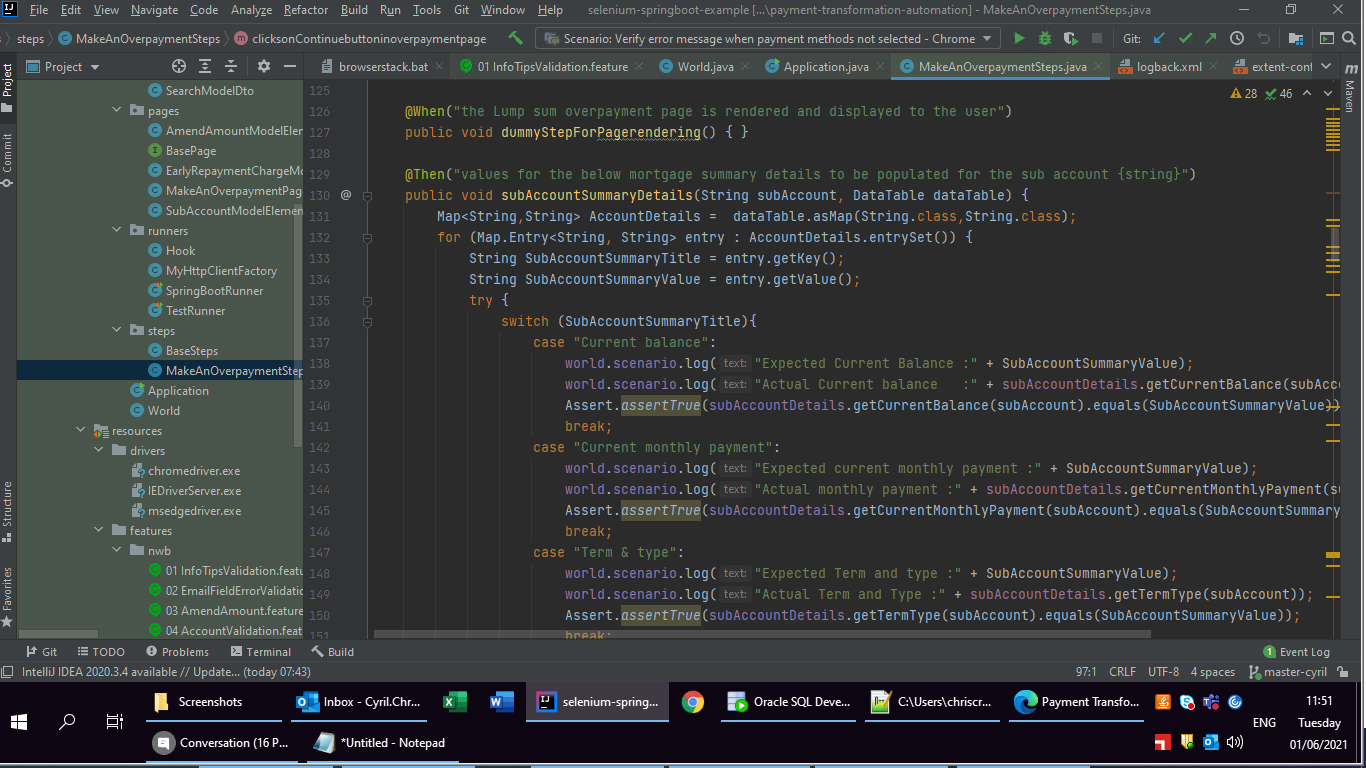 File Edit View Navigate Code Analyze Refactor Build Run Tools Git Window Help selenium-springboot-example [...\payment-transformation-automation] - MakeAnOverpaymentSteps.java
steps MakeAnOverpaymentSteps clicksonContinuebuttoninoverpaymentpage Scenario: Verify error message when payment methods not selected - Chrome Git:
Project browserstack.bat 01 InfoTipsValidation.feature World.java Application.java MakeAnOverpaymentSteps.java logback.xml extent-conf
Project
Commit
Structure
Favorites
Maven
SearchModelDto
pages
AmendAmountModelElen
BasePage
EarlyRepaymentChargeMo
MakeAnOverpaymentPag
SubAccountModelElemen
runners
Hook
MyHttpClientFactory
SpringBootRunner
TestRunner
steps
BaseSteps
MakeAnOverpaymentStep
Application
World
resources
drivers
chromedriver.exe
IEDriverServer.exe
msedgedriver.exe
features
nwb
01 InfoTipsValidation.featu
02 EmailFieldErrorValidatio
03 AmendAmount.feature
04 AccountValidation.feat
28 46
125
126 @When("the Lump sum overpayment page is rendered and displayed to the user")
127 public void dummyStepForPagerendering() { }
128
129 @Then("values for the below mortgage summary details to be populated for the sub account {string}")
130 @ public void subAccountSummaryDetails(String subAccount, DataTable dataTable) {
131 Map<String,String> AccountDetails =  dataTable.asMap(String.class,String.class);
132 for (Map.Entry<String, String> entry : AccountDetails.entrySet()) {
133 String SubAccountSummaryTitle = entry.getKey();
134 String SubAccountSummaryValue = entry.getValue();
135 try {
136 switch (SubAccountSummaryTitle){
137 case "Current balance":
138 world.scenario.log( text: "Expected Current Balance :" + SubAccountSummaryValue);
139 world.scenario.log( text: "Actual Current balance   :" + subAccountDetails.getCurrentBalance(subAcc
140 Assert.assertTrue(subAccountDetails.getCurrentBalance(subAccount).equals(SubAccountSummaryValue))
141 break;
142 case "Current monthly payment":
143 world.scenario.log( text: "Expected current monthly payment :" + SubAccountSummaryValue);
144 world.scenario.log( text: "Actual monthly payment :" + subAccountDetails.getCurrentMonthlyPayment(su
145 Assert.assertTrue(subAccountDetails.getCurrentMonthlyPayment(subAccount).equals(SubAccountSummary
146 break;
147 case "Term & type":
148 world.scenario.log( text: "Expected Term and type :" + SubAccountSummaryValue);
149 world.scenario.log( text: "Actual Term and Type :" + subAccountDetails.getTermType(subAccount));
150 Assert.assertTrue(subAccountDetails.getTermType(subAccount).equals(SubAccountSummaryValue));
151 break;
Git TODO Problems Terminal Build 1 Event Log
IntelliJ IDEA 2020.3.4 available // Update... (today 07:43) 97:1 CRLF UTF-8 4 spaces master-cyril
Screenshots Inbox - Cyril.Chr... selenium-spring... Oracle SQL Deve... C:\Users\chriscr... Payment Transfo...
Conversation (16 P... *Untitled - Notepad
ENG
11:51
Tuesday
01/06/2021